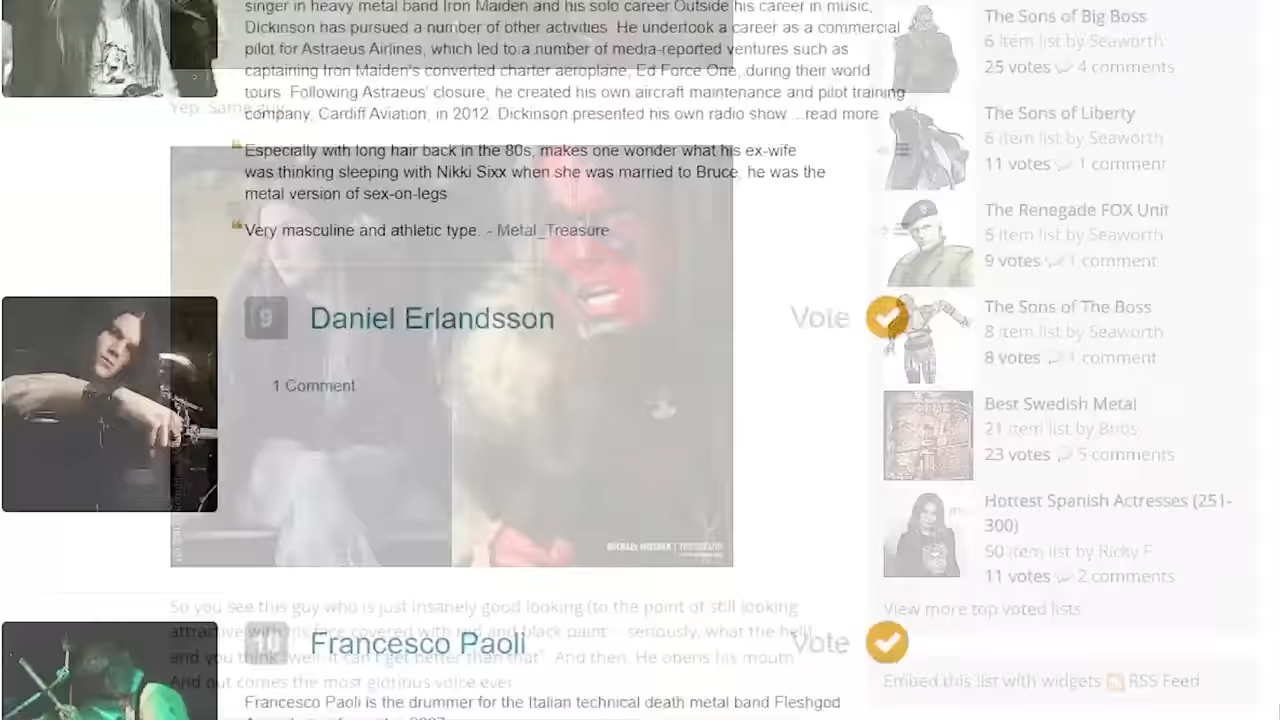 singer in heavy metal band Iron Maiden and his solo career Outside his career in music,
Dickinson has pursued a number of other activities. He undertook a career as a commercial
pilot for Astraeus Airlines, which led to a number of media-reported ventures such as
captaining Iron Maiden's converted charter aeroplane, Ed Force One, during their world
tours. Following Astraeus' closure, he created his own aircraft maintenance and pilot training
company, Cardiff Aviation, in 2012. Dickinson presented his own radio show ...read more
Yep. Same guy.
Especially with long hair back in the 80s, makes one wonder what his ex-wife
was thinking sleeping with Nikki Sixx when she was married to Bruce, he was the
metal version of sex-on-legs
Very masculine and athletic type. - Metal_Treasure
9 Daniel Erlandsson Vote
1 Comment
So you see this guy who is just insanely good looking (to the point of still looking
attractive with his face covered with red and black paint - seriously, what the hell!
and you think "well, it can't get better than that". And then. He opens his mouth
And out comes the most glorious voice ever
10 Francesco Paoli Vote
Francesco Paoli is the drummer for the Italian technical death metal band Fleshgod
The Sons of Big Boss
6 item list by Seaworth
25 votes 4 comments
The Sons of Liberty
6 item list by Seaworth
11 votes 1 comment
The Renegade FOX Unit
6 item list by Seaworth
9 votes 1 comment
The Sons of The Boss
8 item list by Seaworth
8 votes 1 comment
Best Swedish Metal
21 item list by
23 votes 5 comments
Hottest Spanish Actresses (251-
300)
50 item list by Ricky F
11 votes 2 comments
View more top voted lists
Embed this list with widgets RSS Feed